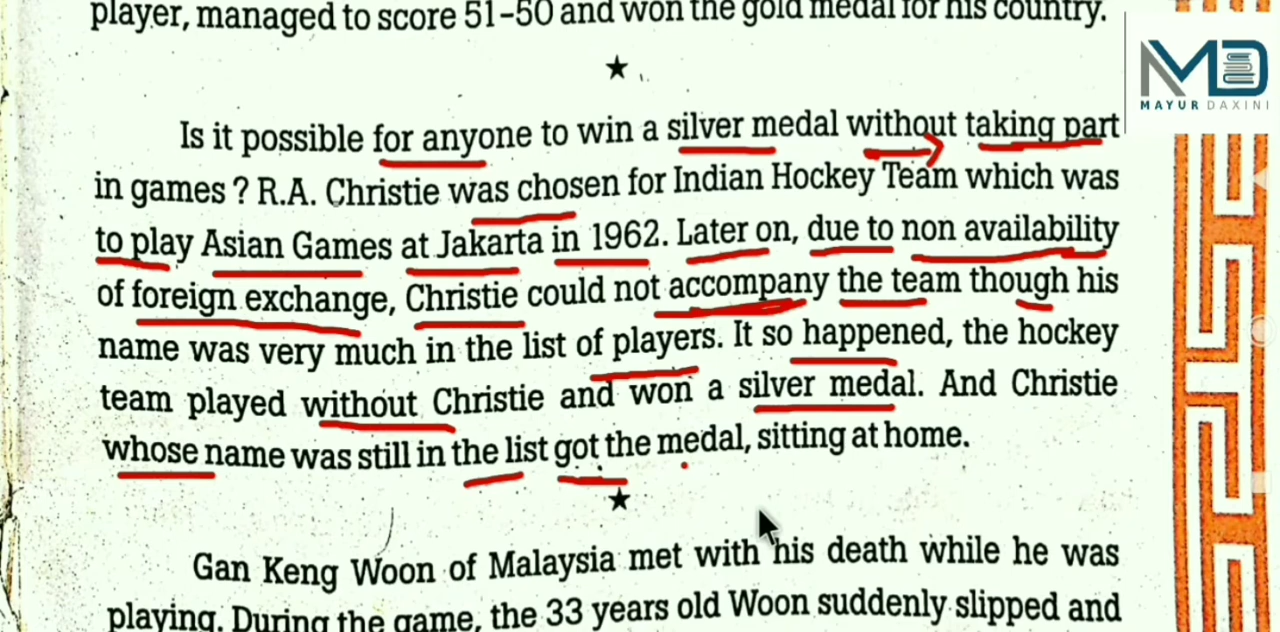 player, managed to score 51-50 and won the gold medal for his country.
MAYUR DAXINI
Is it possible for anyone to win a silver medal without taking part
in games ? R.A. Christie was chosen for Indian Hockey Team which was
to play Asian Games at Jakarta in 1962. Later on, due to non availability
of foreign exchange, Christie could not accompany the team though his
name was very much in the list of players. It so happened, the hockey
team played without Christie and won a silver medal. And Christie
whose name was still in the list got the medal, sitting at home.
Gan Keng Woon of Malaysia met with his death while he was
playing. During the game, the 33 years old Woon suddenly slipped and